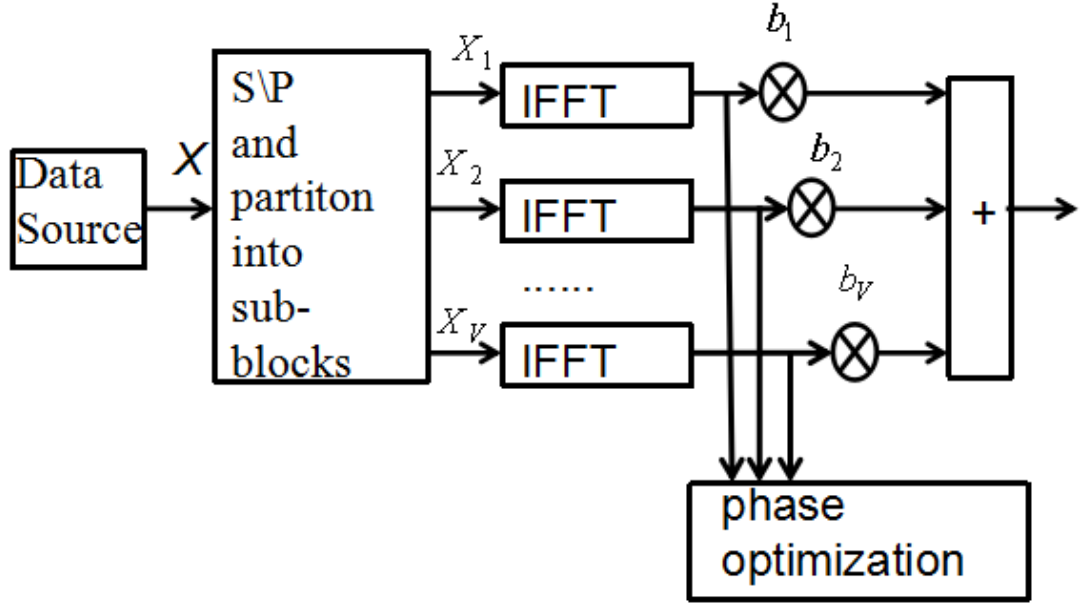 Data
Source
X
S\P
and
partiton
into
sub-
blocks
X1
IFFT
b1
X2
IFFT
b2
......
XV
IFFT
bV
+
phase
optimization